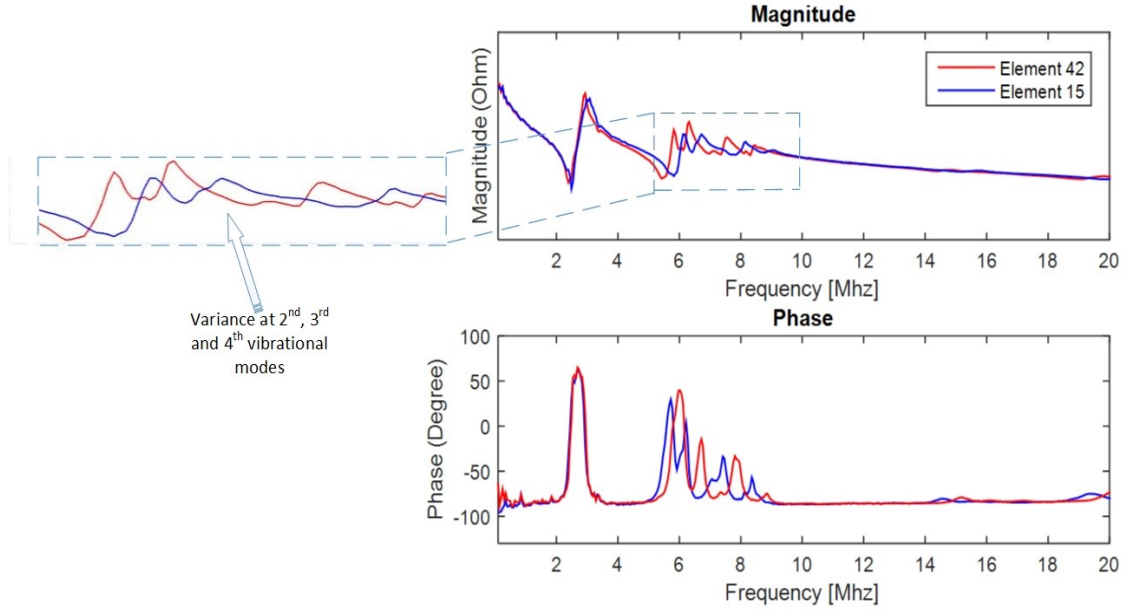 Magnitude
Magnitude (Ohm)
Element 42
Element 15
2 4 6 8 10 12 14 16 18 20
Frequency [Mhz]
Variance at 2nd, 3rd
and 4th vibrational
modes
Phase
Phase (Degree)
100
50
0
-50
-100
2 4 6 8 10 12 14 16 18 20
Frequency [Mhz]